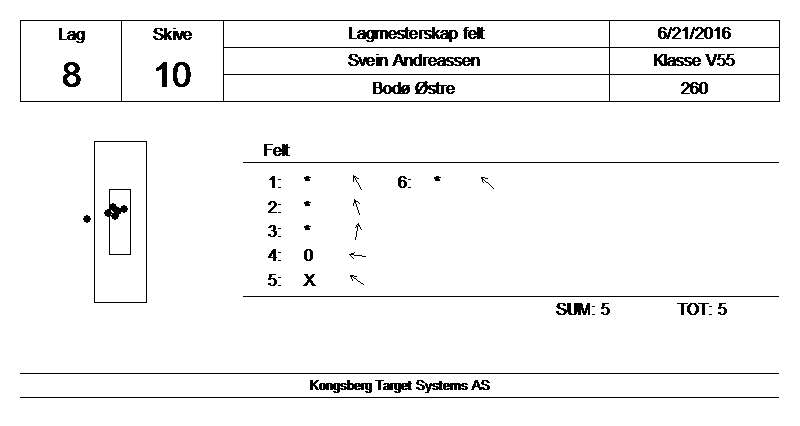 Lag Skive Lagmesterskap felt 6/21/2016
8 10 Svein Andreassen Klasse V55
Bodø Østre 260
Felt
1: * 6: *
2: *
3: *
4: 0
5: X
SUM: 5 TOT: 5
Kongsberg Target Systems AS